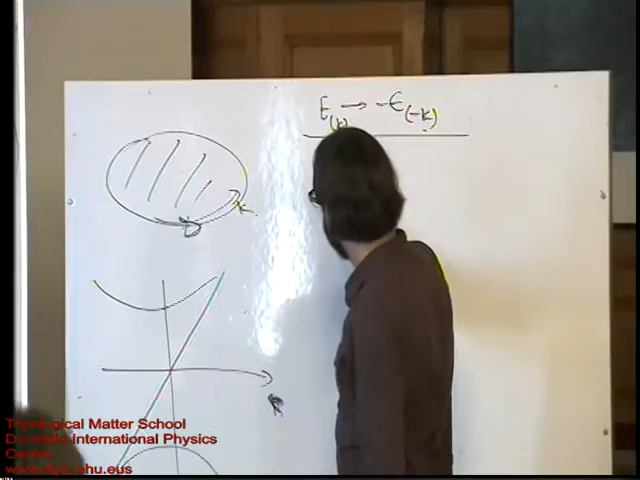 E(k) → -E(-k)
k
k
Topological Matter School
Donostia International Physics
Center
www.dipc.ehu.eus